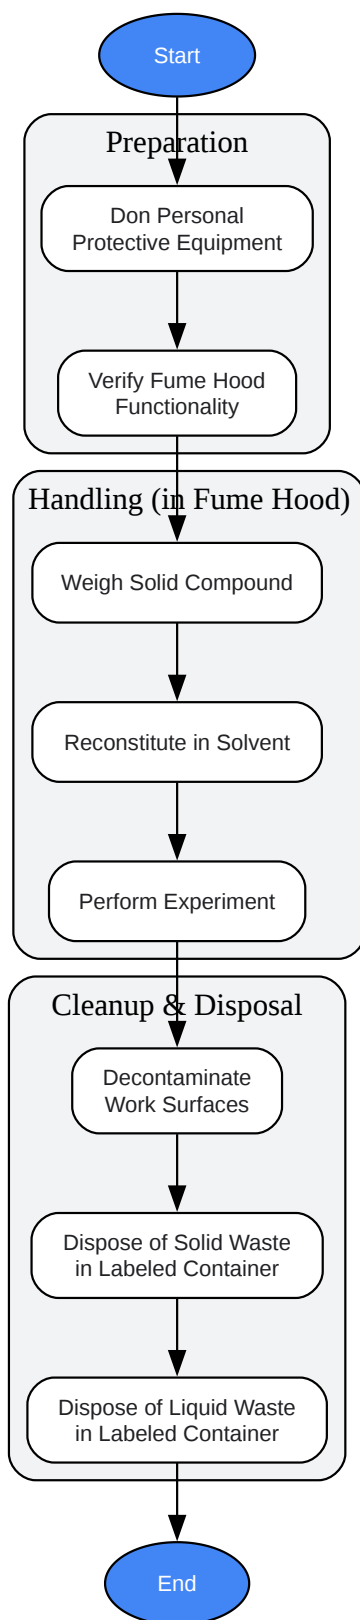 Start
Preparation
Don Personal
Protective Equipment
Verify Fume Hood
Functionality
Handling (in Fume Hood)
Weigh Solid Compound
Reconstitute in Solvent
Perform Experiment
Cleanup & Disposal
Decontaminate
Work Surfaces
Dispose of Solid Waste
in Labeled Container
Dispose of Liquid Waste
in Labeled Container
End